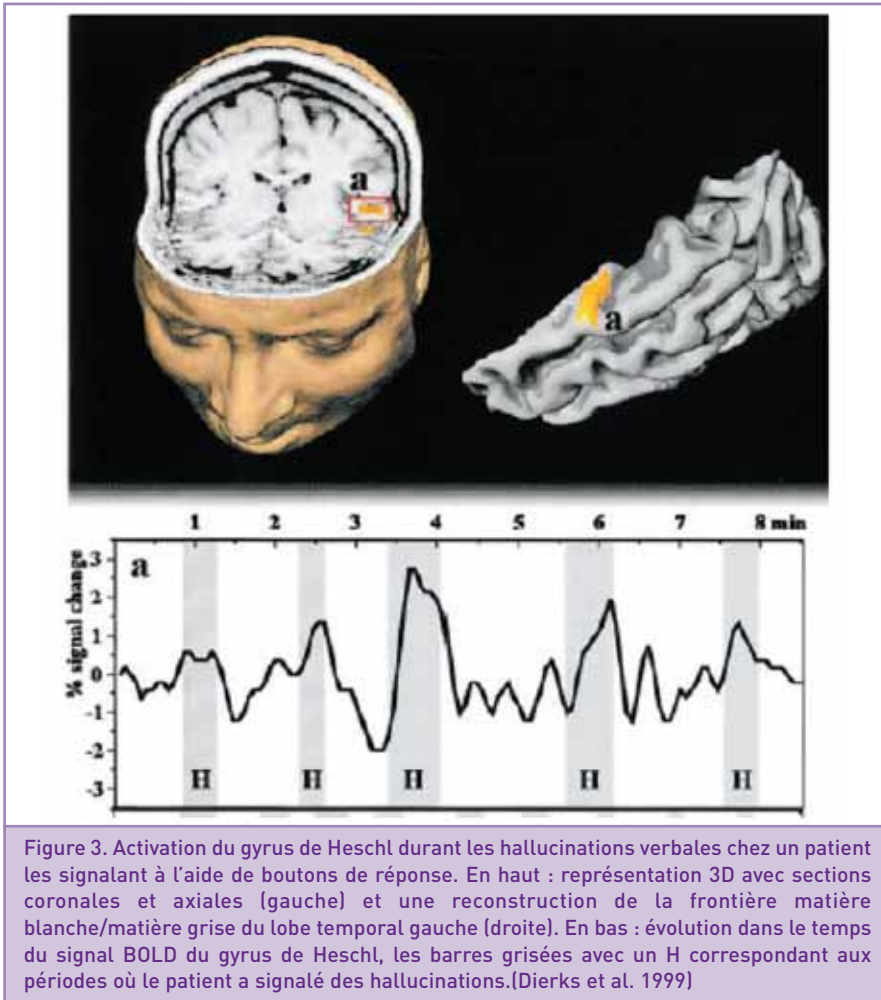 a
a
1 2 3 4 5 6 7 8 min
% signal change
a
3
2
1
0
-1
-2
-3
H H H H H
Figure 3. Activation du gyrus de Heschl durant les hallucinations verbales chez un patient
les signalant à l’aide de boutons de réponse. En haut : représentation 3D avec sections
coronales et axiales (gauche) et une reconstruction de la frontière matière
blanche/matière grise du lobe temporal gauche (droite). En bas : évolution dans le temps
du signal BOLD du gyrus de Heschl, les barres grisées avec un H correspondant aux
périodes où le patient a signalé des hallucinations.(Dierks et al. 1999)